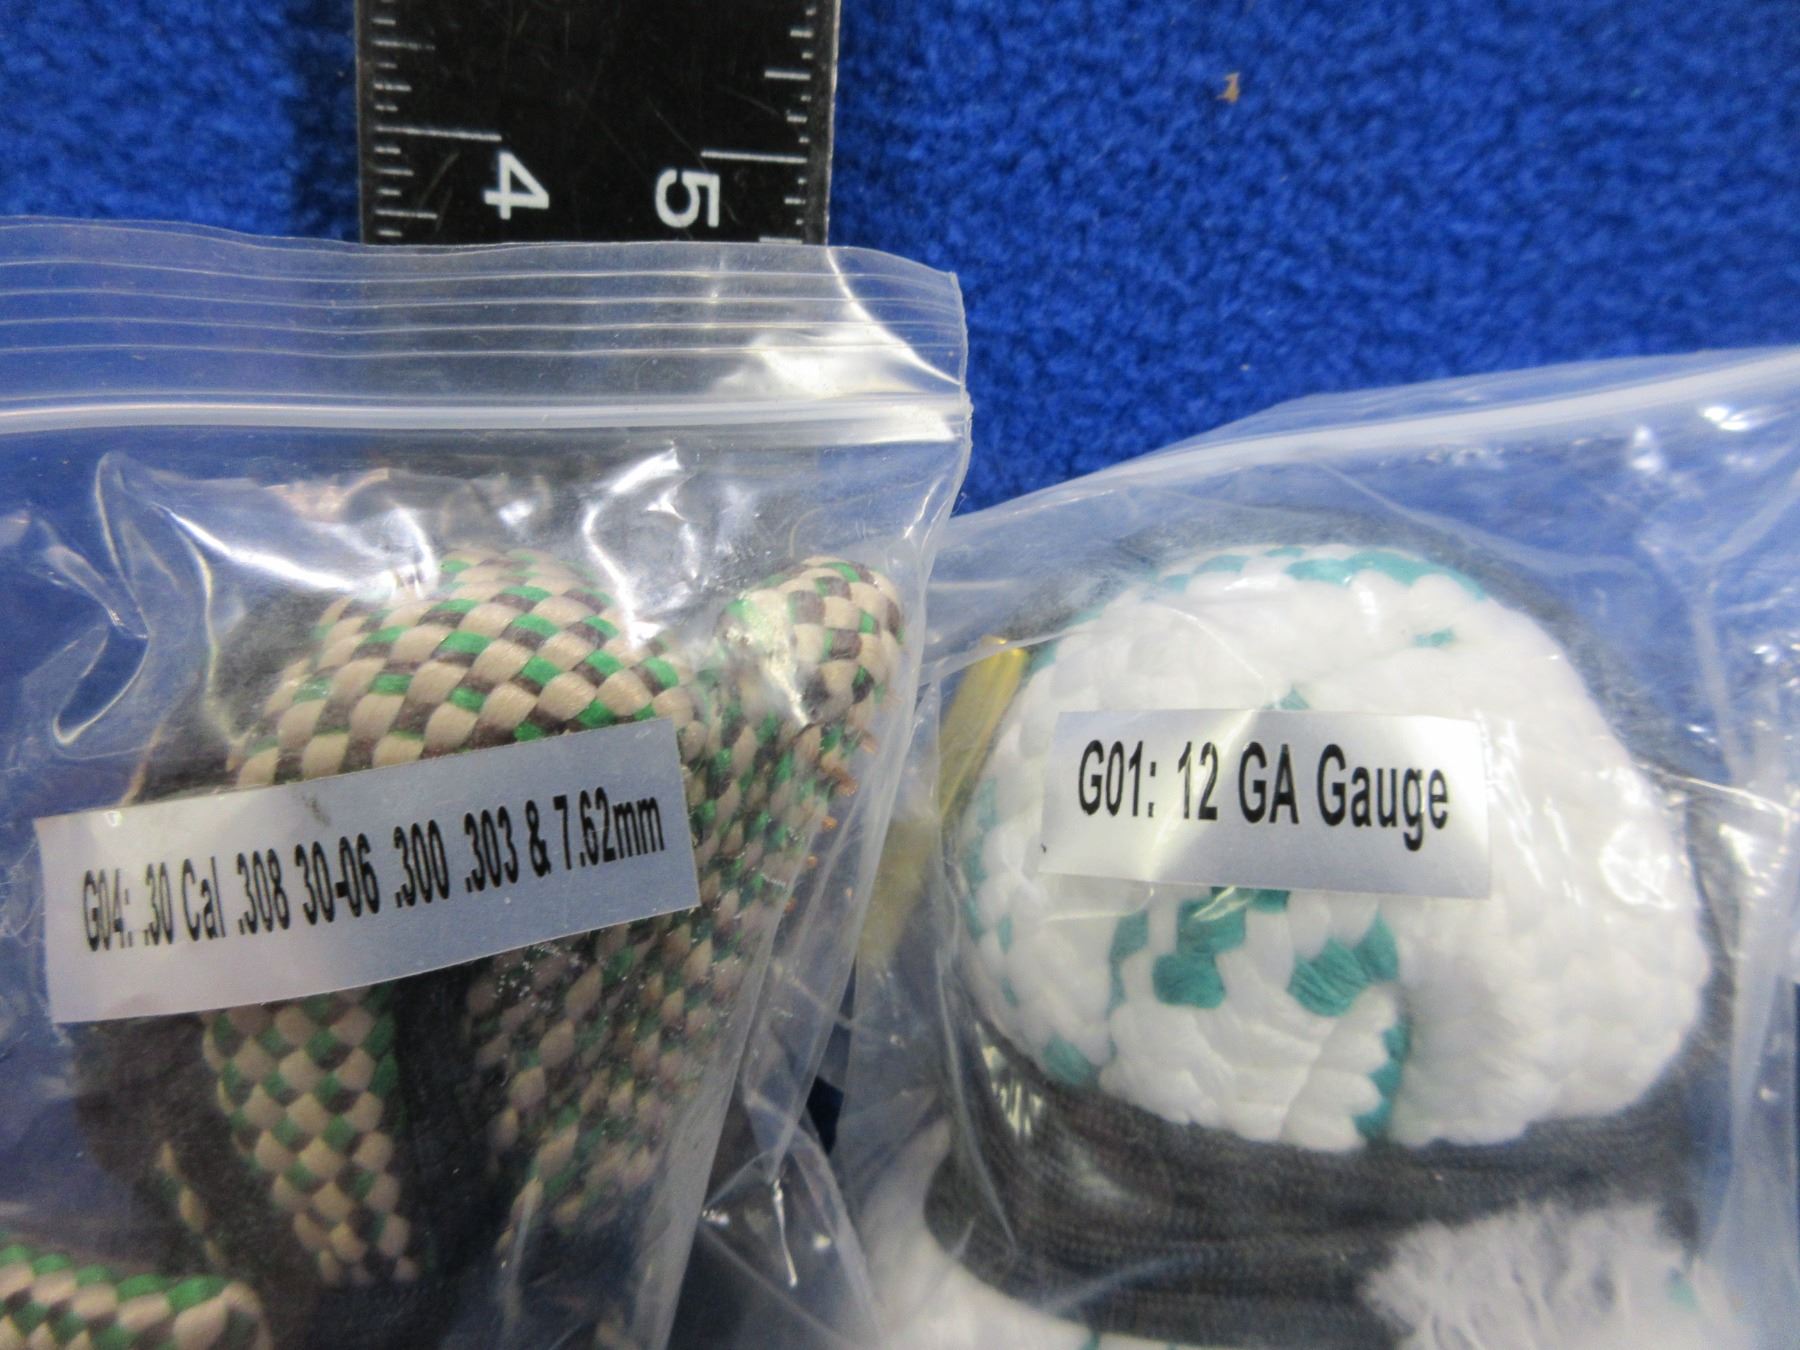 4
5
G04: .30 Cal .308 30-06 .300 .303 & 7.62mm
G01: 12 GA Gauge